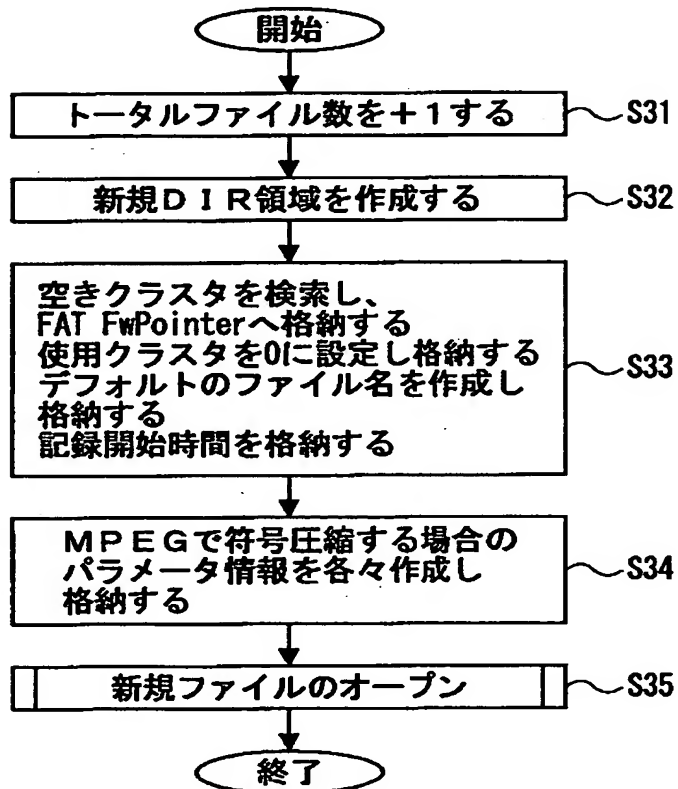 開始
トータルファイル数を+1する
S31
新規DIR領域を作成する
S32
空きクラスタを検索し、
FAT FwPointerへ格納する
使用クラスタを0に設定し格納する
デフォルトのファイル名を作成し
格納する
記録開始時間を格納する
S33
MPEGで符号圧縮する場合の
パラメータ情報を各々作成し
格納する
S34
新規ファイルのオープン
S35
終了